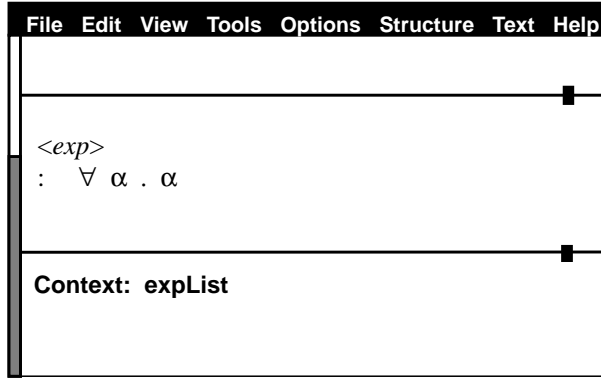 File Edit View Tools Options Structure Text Help
<exp>
: ∀ α . α
Context: expList